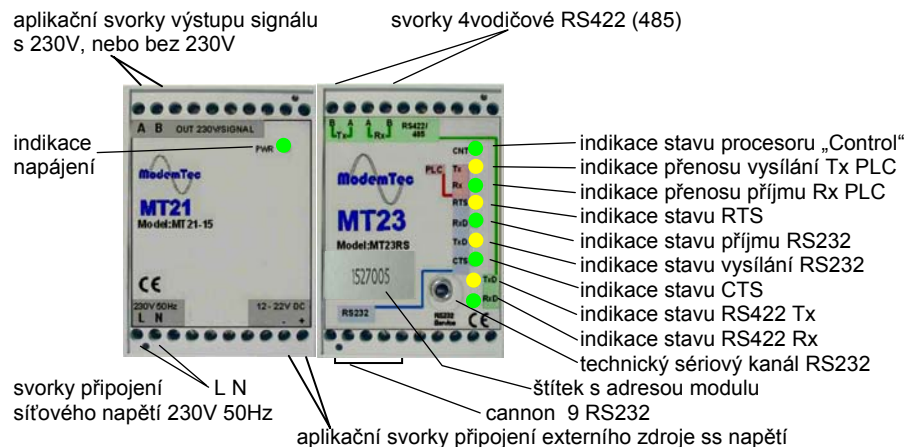 aplikační svorky výstupu signálu
s 230V, nebo bez 230V
svorky 4vodičové RS422 (485)
A B OUT 230V/SIGNAL
PWR
indikace
napájení
ModemTec
MT21
Model:MT21-15
CE
230V 50Hz
L N
12 - 22V DC
- +
B A A B RS422/
Tx Rx 485
CNT
PLC Tx
Rx
RTS
RxD
TxD
CTS
TxD
RxD
ModemTec
MT23
Model:MT23RS
1527005
RS232
RS232
Service
CE
indikace stavu procesoru „Control“
indikace přenosu vysílání Tx PLC
indikace přenosu příjmu Rx PLC
indikace stavu RTS
indikace stavu příjmu RS232
indikace stavu vysílání RS232
indikace stavu CTS
indikace stavu RS422 Tx
indikace stavu RS422 Rx
technický sériový kanál RS232
štítek s adresou modulu
cannon 9 RS232
svorky připojení L N
síťového napětí 230V 50Hz
aplikační svorky připojení externího zdroje ss napětí